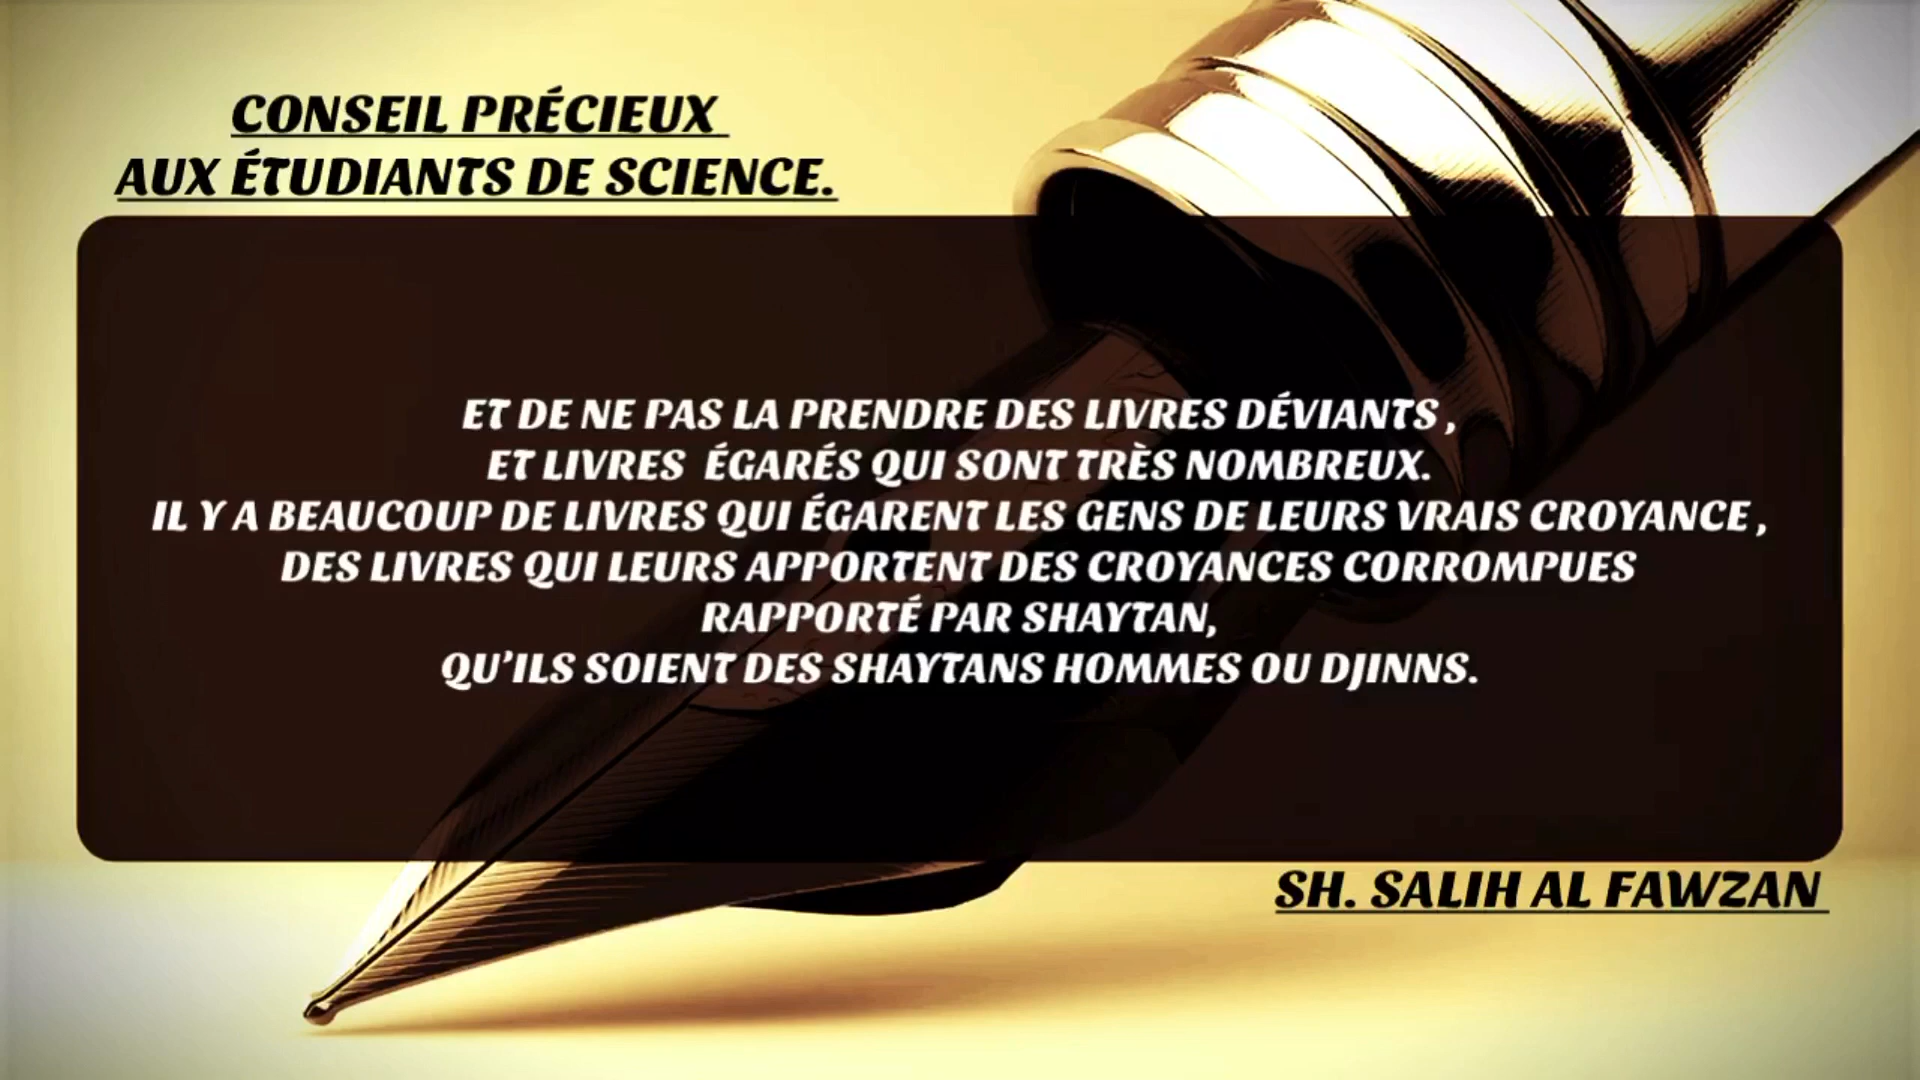 CONSEIL PRÉCIEUX
AUX ÉTUDIANTS DE SCIENCE.
ET DE NE PAS LA PRENDRE DES LIVRES DÉVIANTS ,
ET LIVRES  ÉGARÉS QUI SONT TRÈS NOMBREUX.
IL Y A BEAUCOUP DE LIVRES QUI ÉGARENT LES GENS DE LEURS VRAIS CROYANCE ,
DES LIVRES QUI LEURS APPORTENT DES CROYANCES CORROMPUES
RAPPORTÉ PAR SHAYTAN,
QU'ILS SOIENT DES SHAYTANS HOMMES OU DJINNS.
SH. SALIH AL FAWZAN